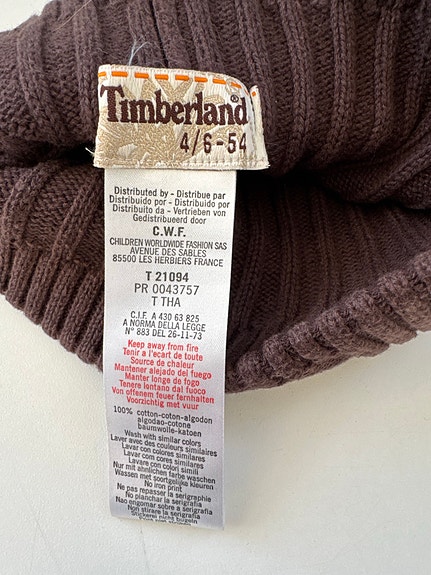 Timberland®
4/6-54
Distributed by - Distribue par
Distribuido por - Distribuido por
Distribuito da - Vertrieben von
Gedistribueerd door
C.W.F.
CHILDREN WORLDWIDE FASHION SAS
AVENUE DES SABLES
85500 LES HERBIERS FRANCE
T 21094
PR 0043757
T THA
C.I.F. A 430 63 825
A NORMA DELLA LEGGE
N° 883 DEL 26-11-73
Keep away from fire
Tenir a l'ecart de toute
Source de chaleur
Mantener alejado del fuego
Manter longe do fogo
Tenere lontano dal fuoco
Von offenem feuer fernhalten
Voorzichtig met vuur
100% cotton-coton-algodon
algodao-cotone
baumwolle-katoen
Wash with similar colors
Laver avec des couleurs similaires
Lavar con colores similares
Lavar com cores similares
Lavare con colori simili
Nur mit ähnlichen farbe waschen
Wassen met soortgelijke kleuren
No iron print
Ne pas repasser la serigraphie
No planchar la serigrafia
Nao engomar sobre a serigrafia
Non stirare la serigrafia
Stickerei nicht bugeln